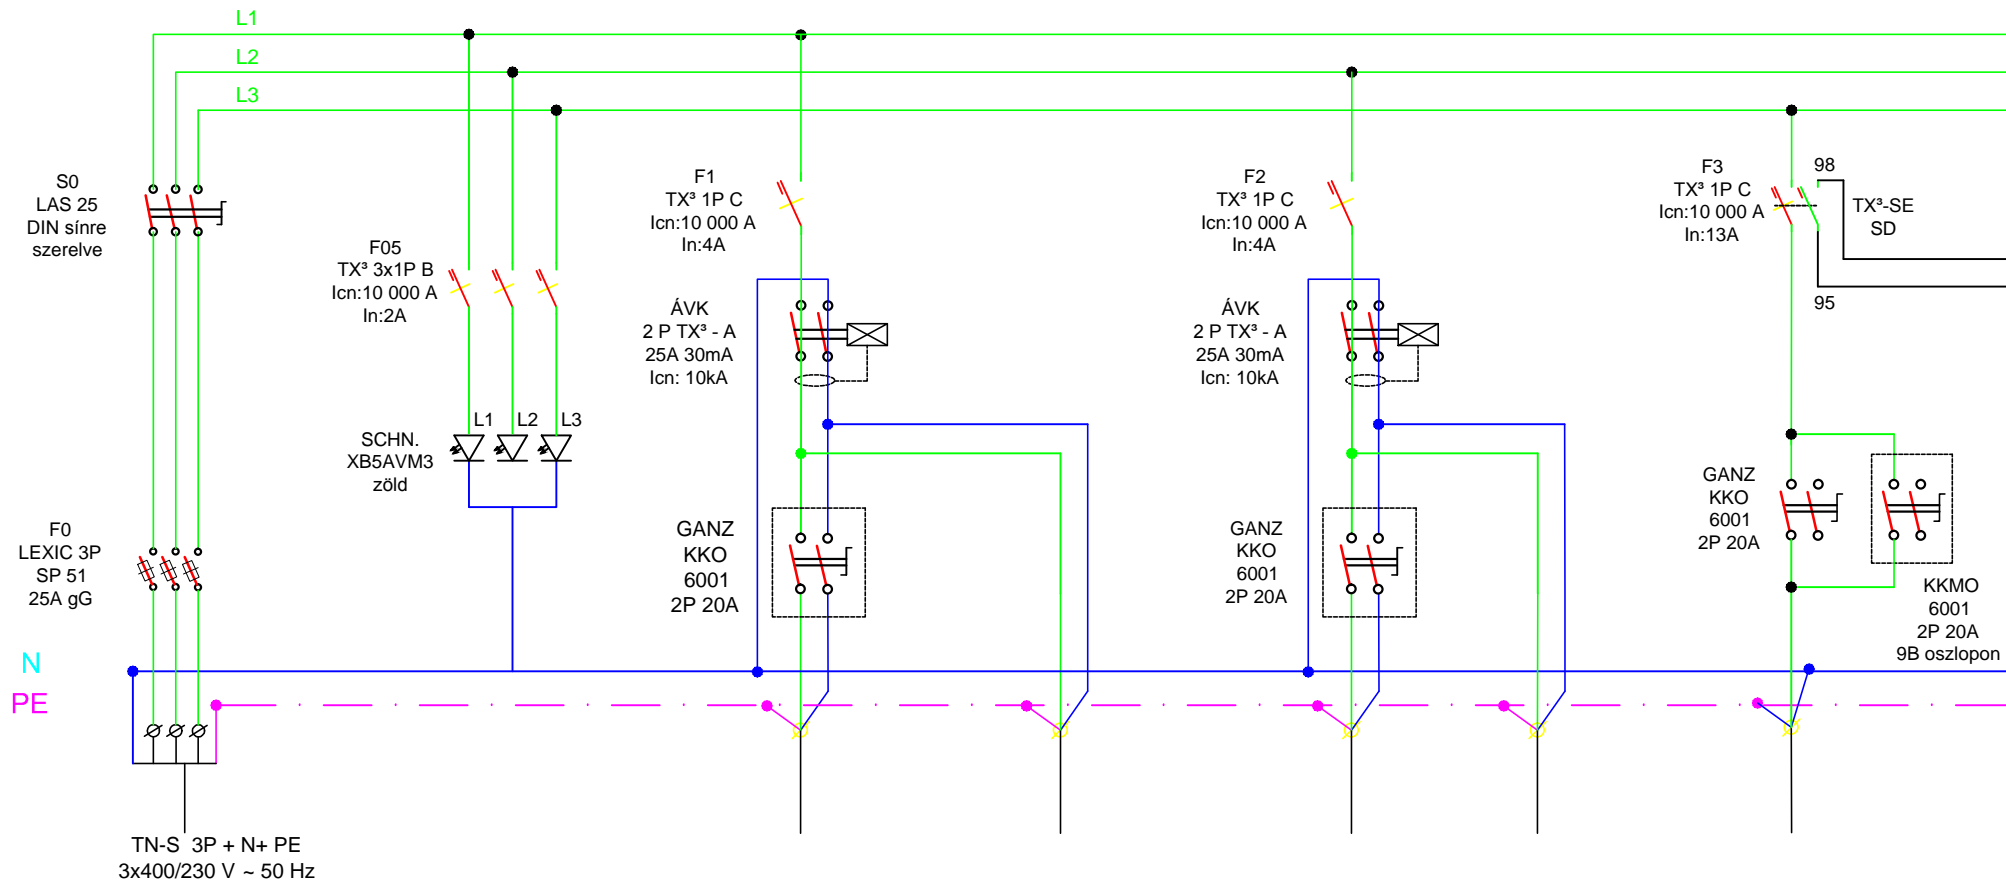 L1
L2
L3
S0
LAS 25
DIN sínre
szerelve
F05
TX³ 3x1P B
Icn:10 000 A
In:2A
F1
TX³ 1P C
Icn:10 000 A
In:4A
F2
TX³ 1P C
Icn:10 000 A
In:4A
F3
TX³ 1P C
Icn:10 000 A
In:13A
98
TX³-SE
SD
95
ÁVK
2 P TX³ - A
25A 30mA
Icn: 10kA
ÁVK
2 P TX³ - A
25A 30mA
Icn: 10kA
L1
L2
L3
SCHN.
XB5AVM3
zöld
F0
LEXIC 3P
SP 51
25A gG
GANZ
KKO
6001
2P 20A
GANZ
KKO
6001
2P 20A
GANZ
KKO
6001
2P 20A
KKMO
6001
2P 20A
9B oszlopon
N
PE
TN-S 3P + N+ PE
3x400/230 V ~ 50 Hz